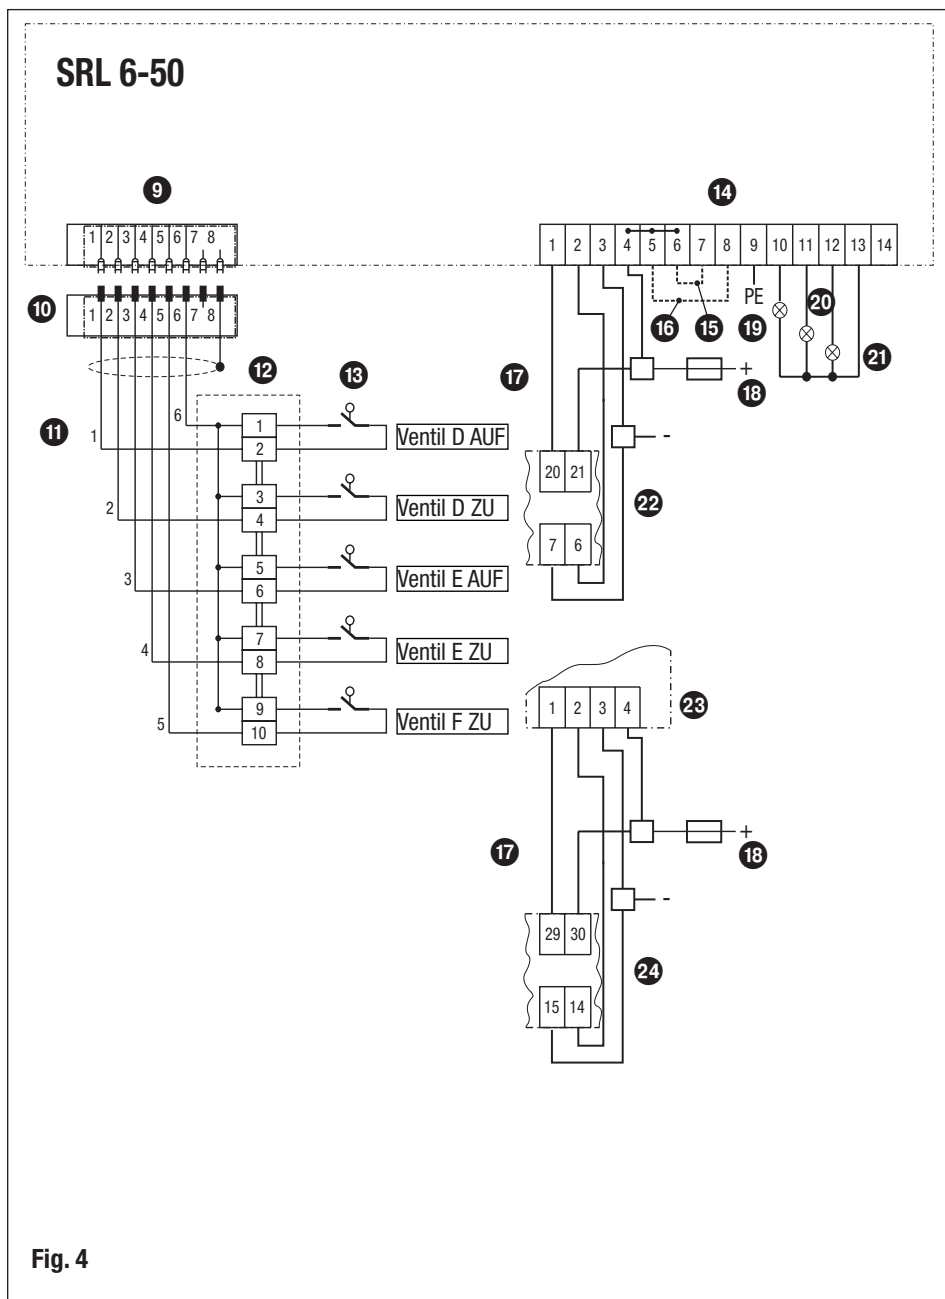 SRL 6-50
9
14
1 2 3 4 5 6 7 8
1 2 3 4 5 6 7 8 9 10 11 12 13 14
10
1 2 3 4 5 6 7 8
16 15
PE
19
20
21
12 13 17
18
+
11
6
1
1
2
Ventil D AUF
-
20 21
2
3
4
Ventil D ZU
22
7 6
3
5
6
Ventil E AUF
4
7
8
Ventil E ZU
5
9
10
Ventil F ZU
1 2 3 4
23
17
+
18
-
29 30
24
15 14
Fig. 4